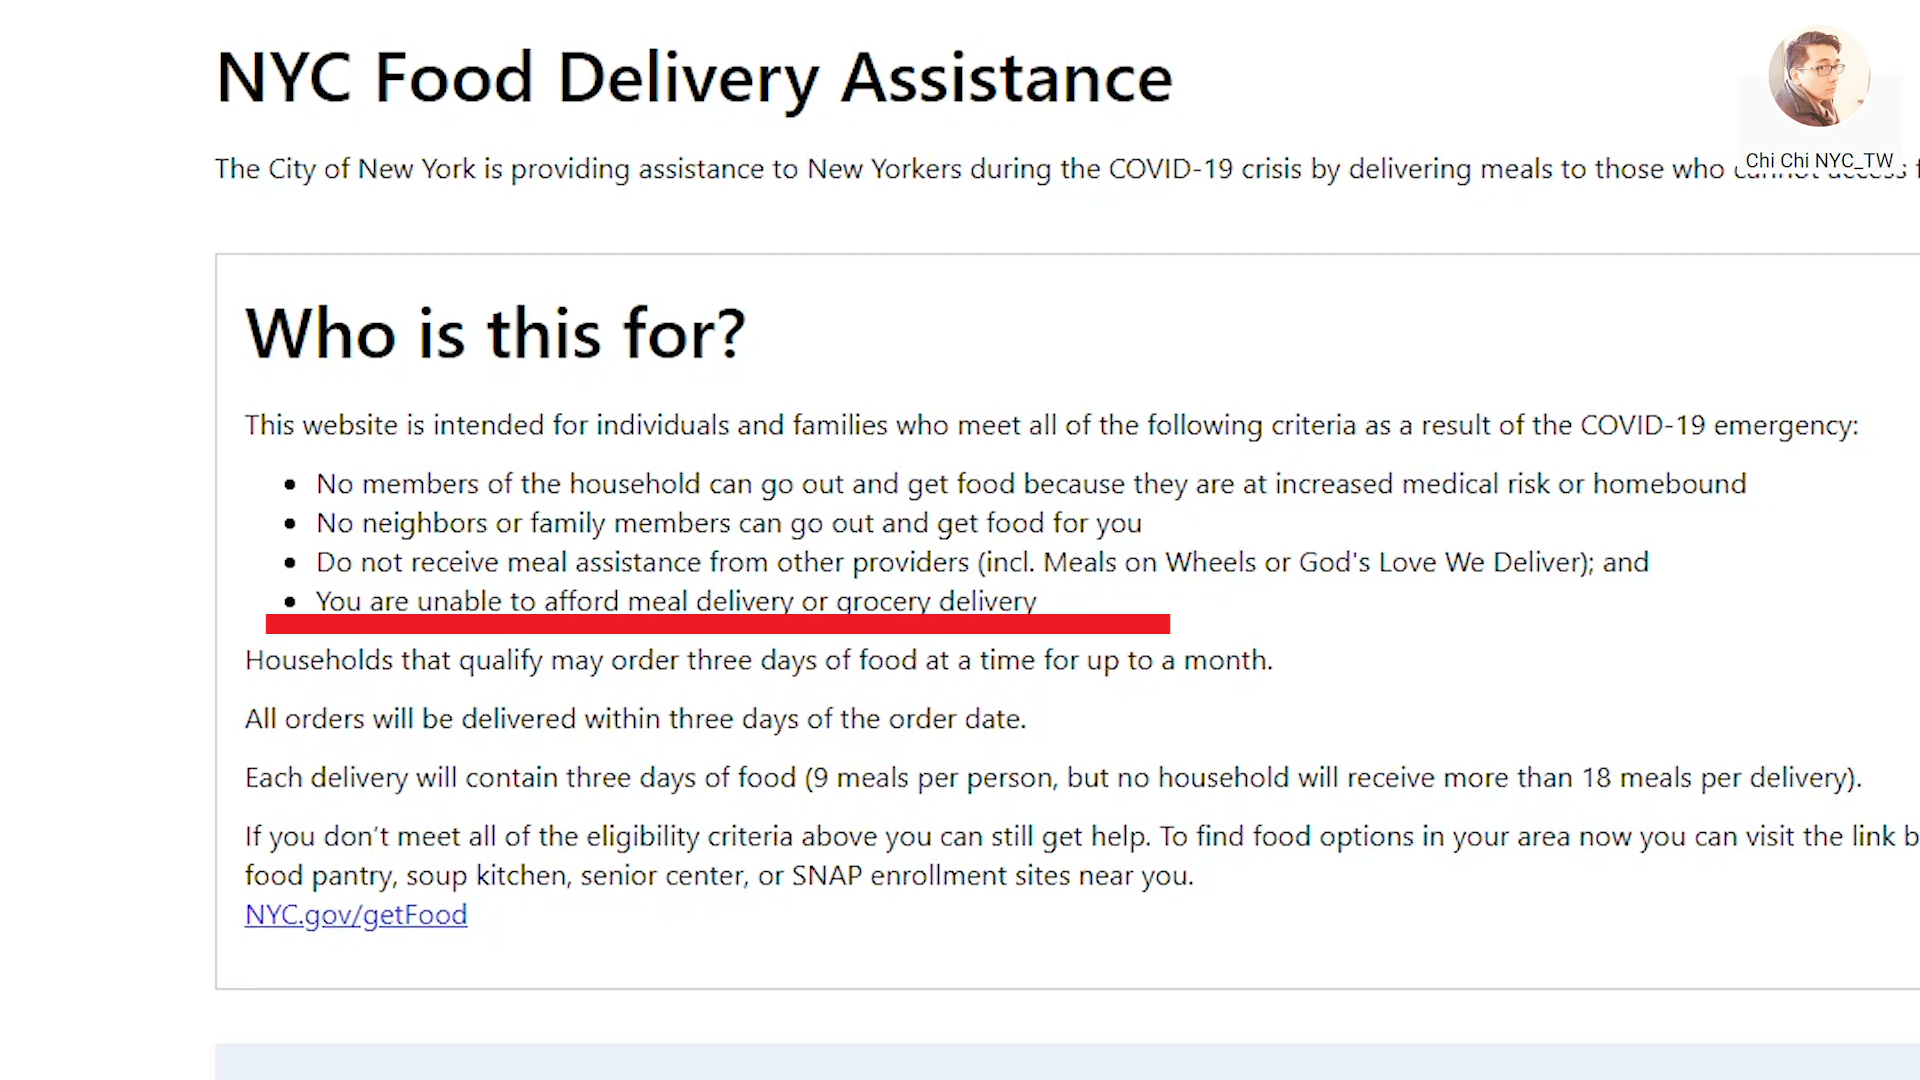 NYC Food Delivery Assistance
Chi Chi NYC_TW
The City of New York is providing assistance to New Yorkers during the COVID-19 crisis by delivering meals to those who
Who is this for?
This website is intended for individuals and families who meet all of the following criteria as a result of the COVID-19 emergency:
• No members of the household can go out and get food because they are at increased medical risk or homebound
• No neighbors or family members can go out and get food for you
• Do not receive meal assistance from other providers (incl. Meals on Wheels or God's Love We Deliver); and
• You are unable to afford meal delivery or grocery delivery
Households that qualify may order three days of food at a time for up to a month.
All orders will be delivered within three days of the order date.
Each delivery will contain three days of food (9 meals per person, but no household will receive more than 18 meals per delivery).
If you don't meet all of the eligibility criteria above you can still get help. To find food options in your area now you can visit the link
food pantry, soup kitchen, senior center, or SNAP enrollment sites near you.
NYC.gov/getFood